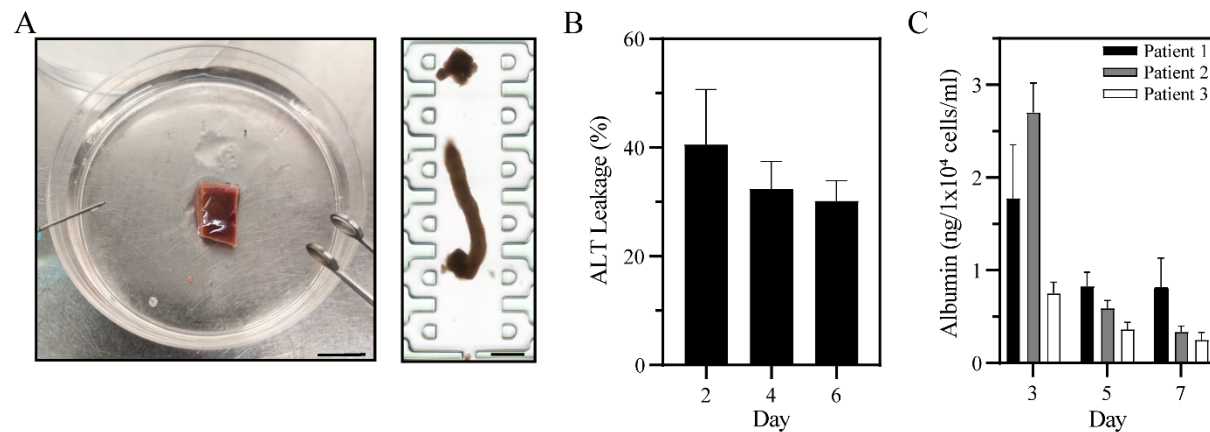 A
B
ALT Leakage (%)
60
40
20
0
2 4 6
Day
C
Albumin (ng/1x10⁴ cells/ml)
Patient 1
Patient 2
Patient 3
3
2
1
0
3 5 7
Day